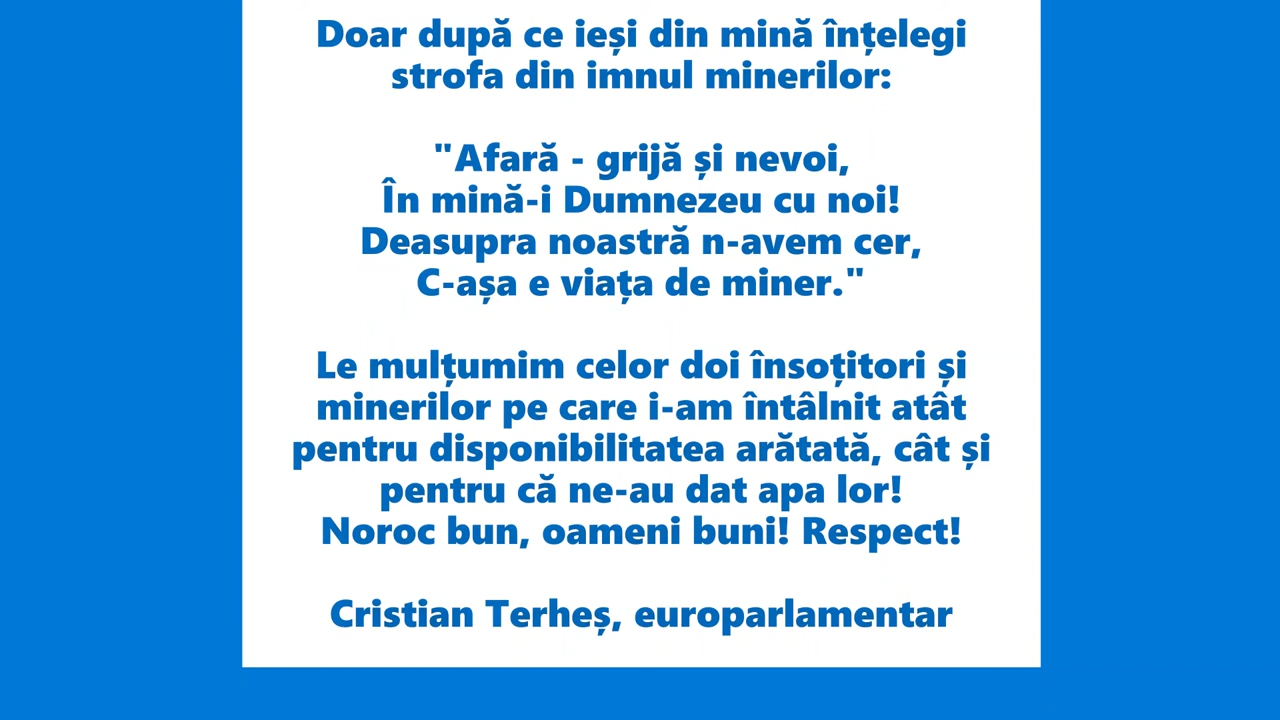 Doar după ce ieși din mină înțelegi
strofa din imnul minerilor:
"Afară - grijă și nevoi,
În mină-i Dumnezeu cu noi!
Deasupra noastră n-avem cer,
C-așa e viața de miner."
Le mulțumim celor doi însoțitori și
minerilor pe care i-am întâlnit atât
pentru disponibilitatea arătată, cât și
pentru că ne-au dat apa lor!
Noroc bun, oameni buni! Respect!
Cristian Terheș, europarlamentar